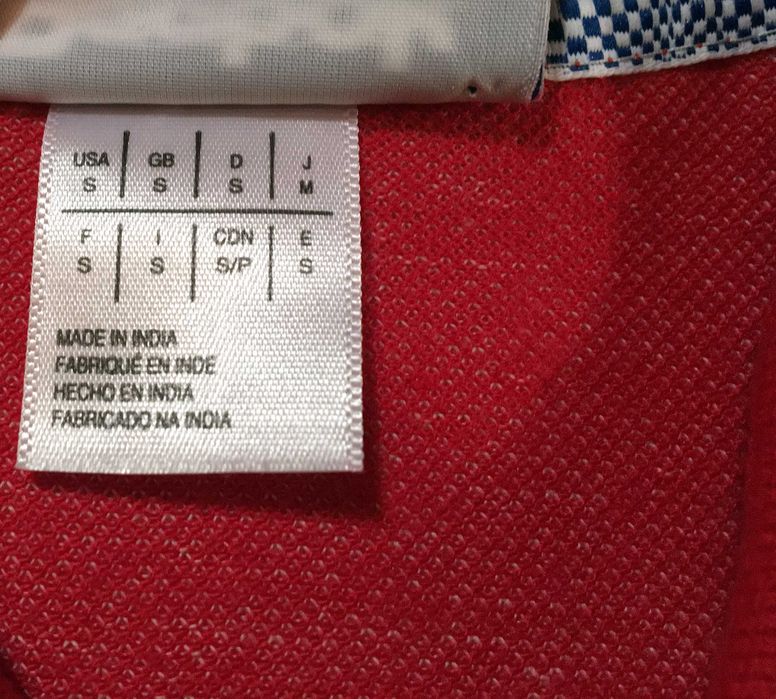 USA GB D J
S S S M
F I CDN E
S S S/P S
MADE IN INDIA
FABRIQUÉ EN INDE
HECHO EN INDIA
FABRICADO NA INDIA